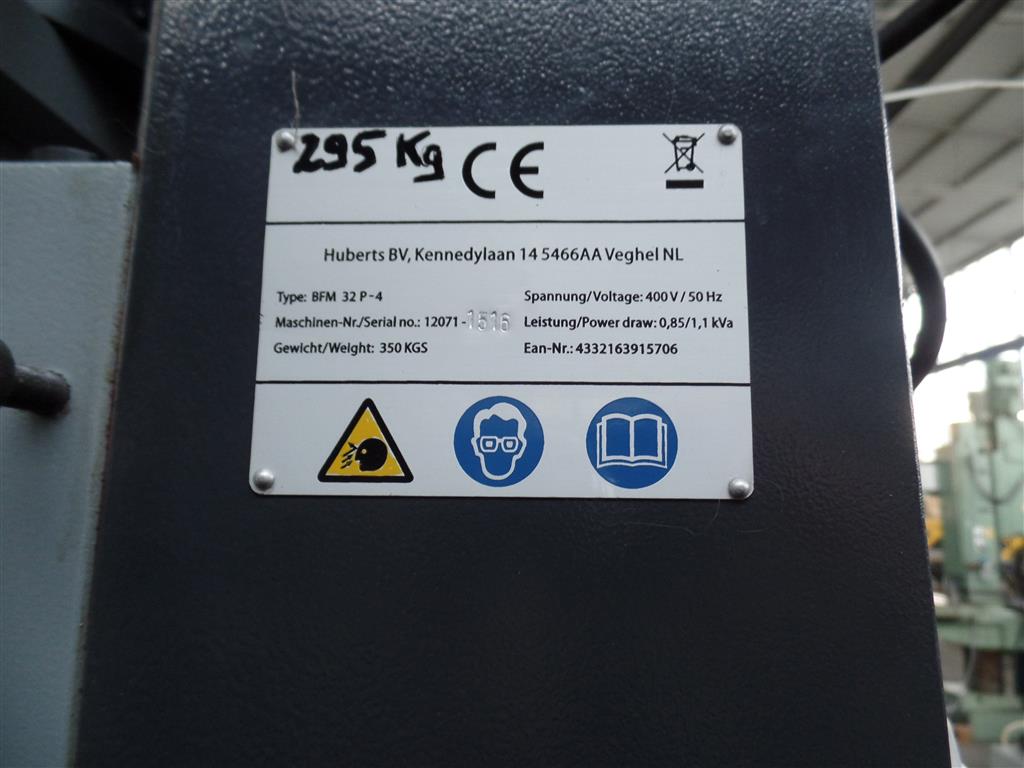 295 Kg CE
Huberts BV, Kennedylaan 14 5466AA Veghel NL
Type: BFM 32 P-4
Spannung/Voltage: 400 V / 50 Hz
Maschinen-Nr./Serial no.: 12071-1516
Leistung/Power draw: 0,85/1,1 kVa
Gewicht/Weight: 350 KGS
Ean-Nr.: 4332163915706